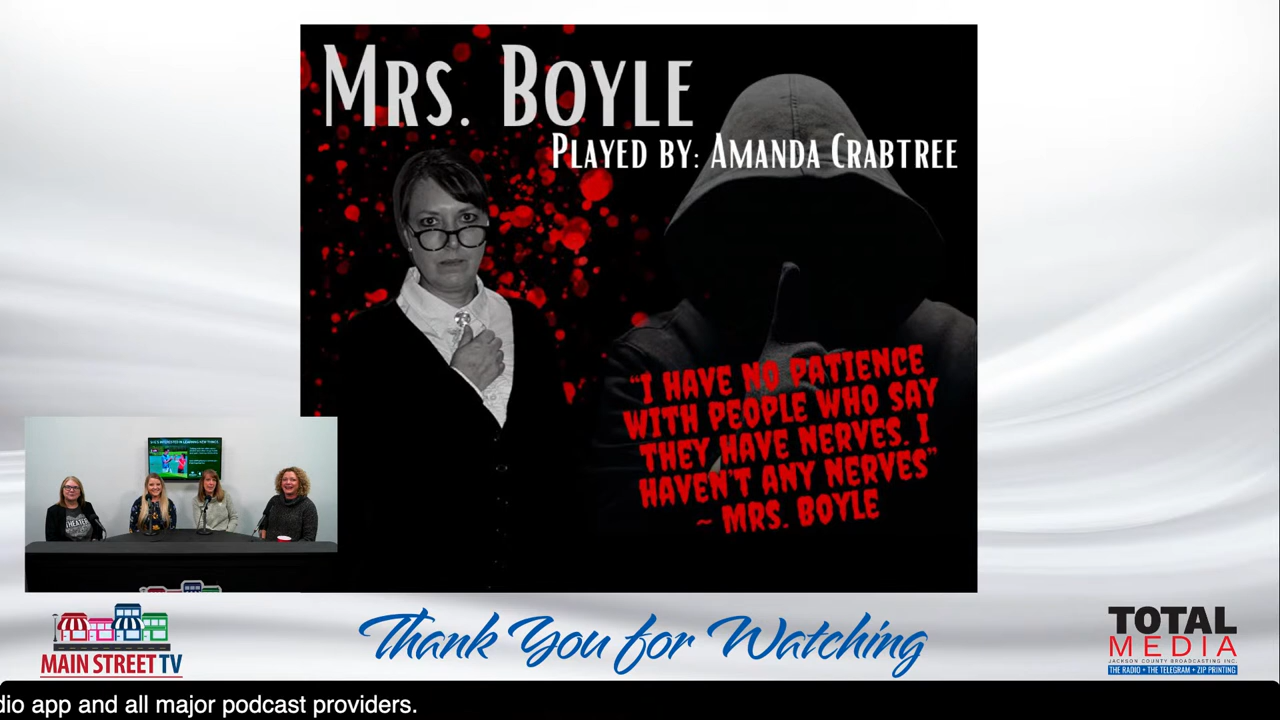 MRS. BOYLE
PLAYED BY: AMANDA CRABTREE
"I HAVE NO PATIENCE
WITH PEOPLE WHO SAY
THEY HAVE NERVES. I
HAVEN'T ANY NERVES"
~ MRS. BOYLE
THEATER
MAIN STREET TV
Thank You for Watching
TOTAL
MEDIA
JACKSON COUNTY BROADCASTING INC.
THE RADIO • THE TELEGRAM • ZIP PRINTING
dio app and all major podcast providers.